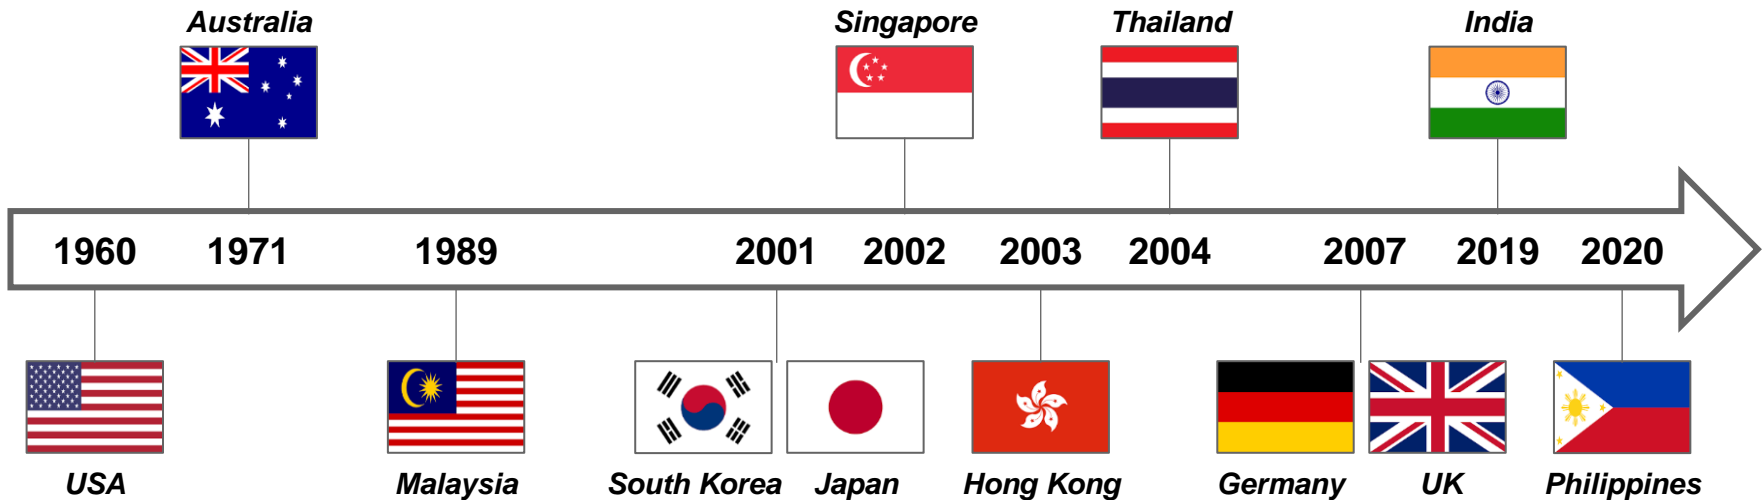 Australia
Singapore
Thailand
India
1960
1971
1989
2001
2002
2003
2004
2007
2019
2020
USA
Malaysia
South Korea
Japan
Hong Kong
Germany
UK
Philippines